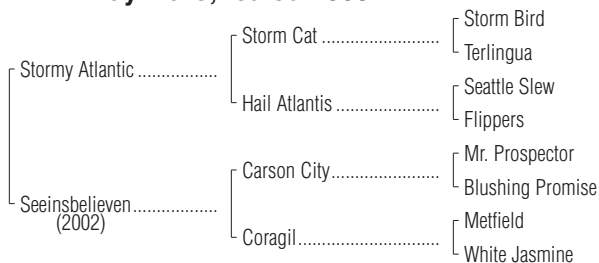 Storm Bird
Storm Cat ........................
Terlingua
Stormy Atlantic ................
Seattle Slew
Hail Atlantis .....................
Flippers
Mr. Prospector
Carson City......................
Blushing Promise
Seeinsbelieven.................
(2002)
Metfield
Coragil.............................
White Jasmine